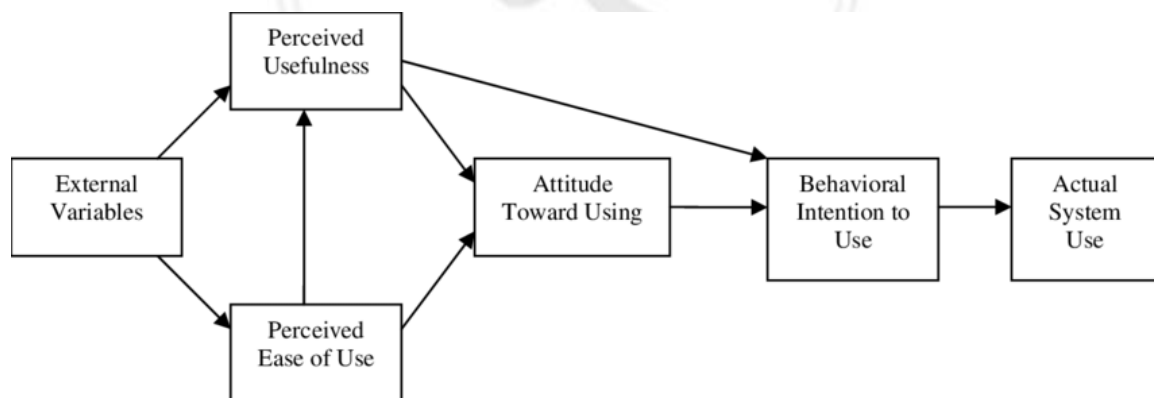 Perceived
Usefulness
External
Variables
Attitude
Toward Using
Behavioral
Intention to
Use
Actual
System
Use
Perceived
Ease of Use